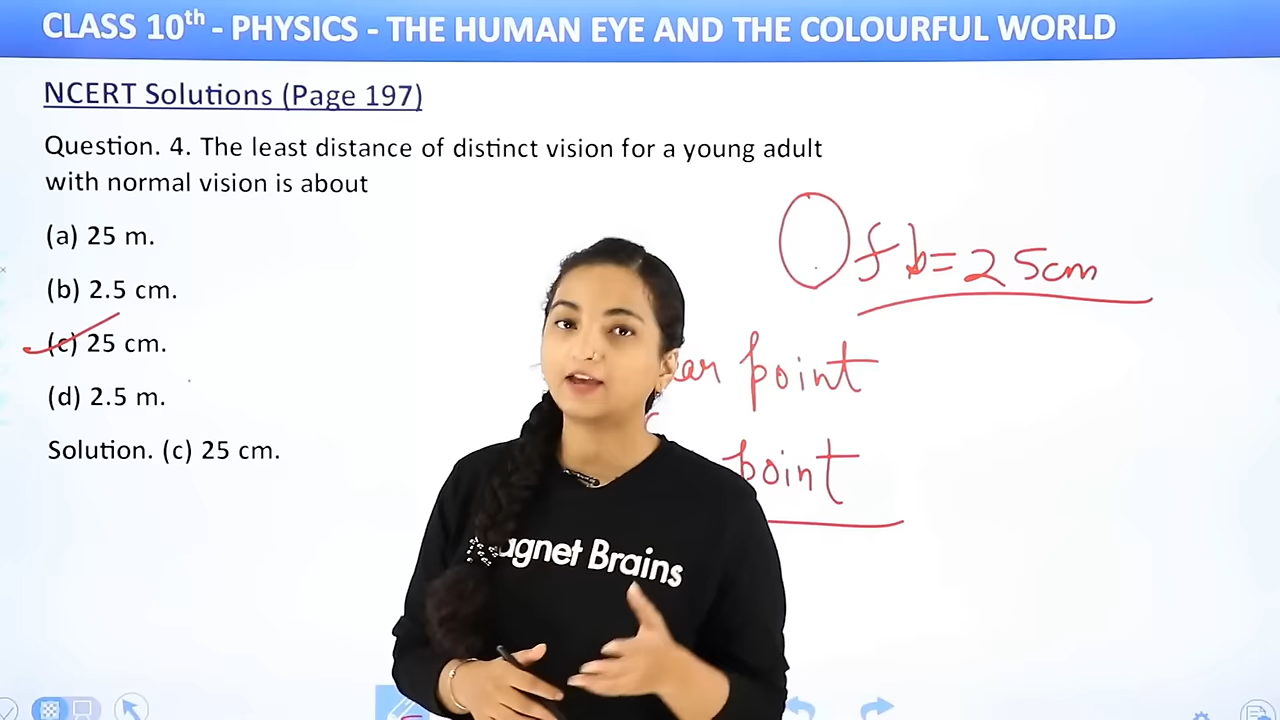 CLASS 10th - PHYSICS - THE HUMAN EYE AND THE COLOURFUL WORLD
NCERT Solutions (Page 197)
Question. 4. The least distance of distinct vision for a young adult
with normal vision is about
(a) 25 m.
(b) 2.5 cm.
(c) 25 cm.
(d) 2.5 m.
Solution. (c) 25 cm.
= 25cm
point
point
agnet Brains